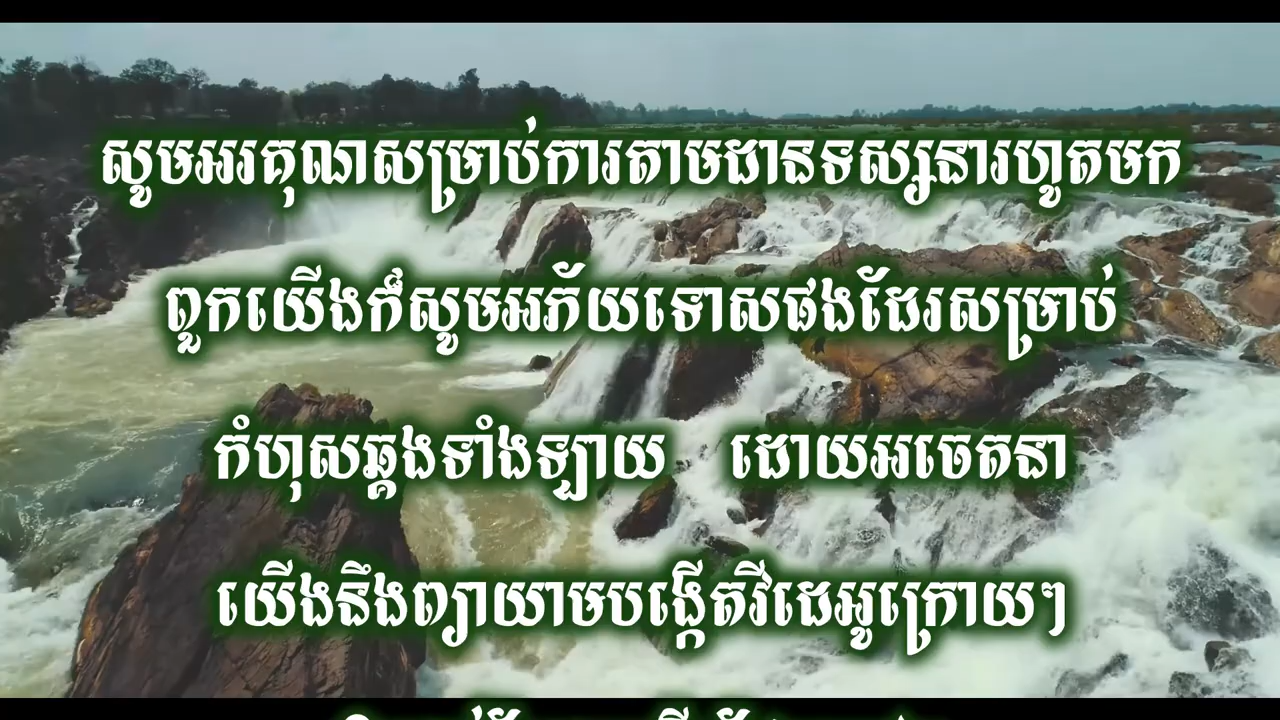 សូមអរគុណសម្រាប់ការតាមដានទស្សនារហូតមក
ពួកយើងក៏សូមអភ័យទោសផងដែរសម្រាប់
កំហុសឆ្គងទាំងឡាយ ដោយអចេតនា
យើងនឹងព្យាយាមបង្កើតវីដេអូក្រោយៗ